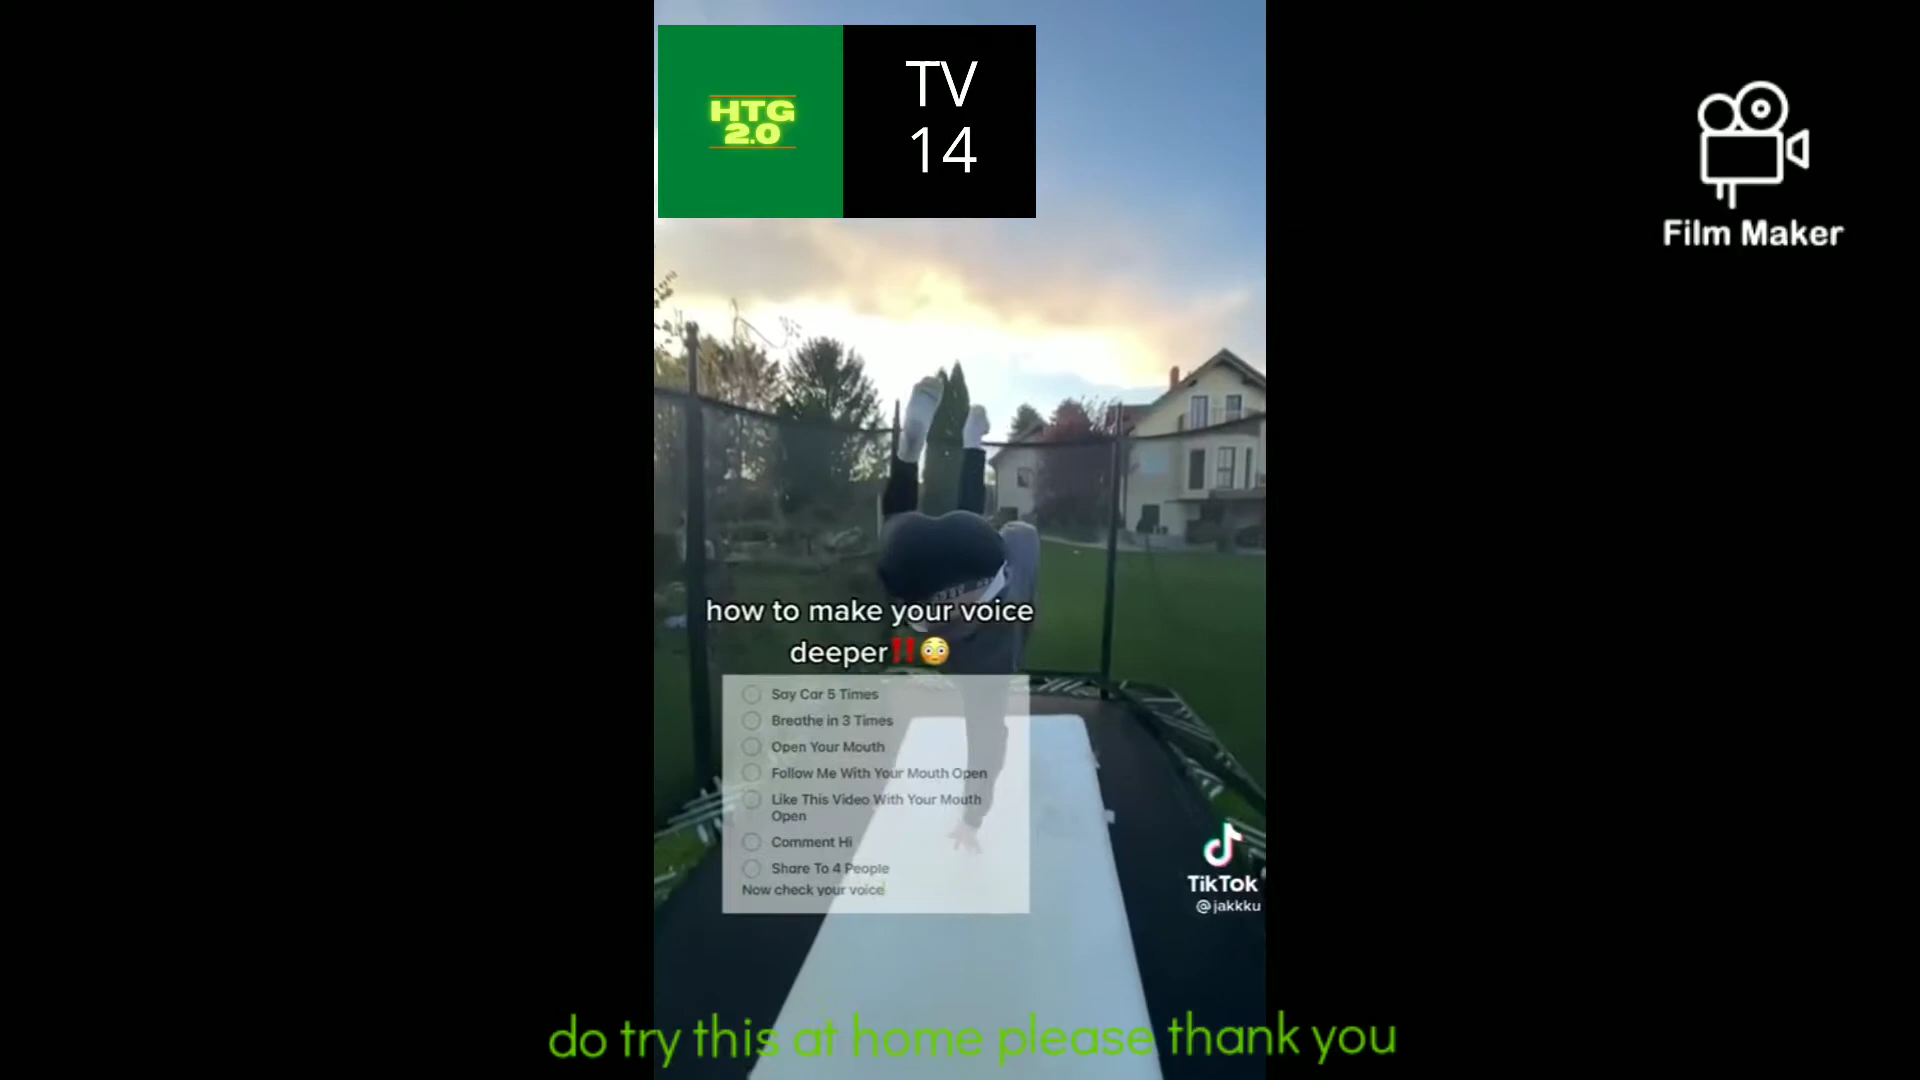 HTG
2.0
TV
14
Film Maker
how to make your voice
deeper‼️😳
Say Car 5 Times
Breathe in 3 Times
Open Your Mouth
Follow Me With Your Mouth Open
Like This Video With Your Mouth
Open
Comment Hi
Share To 4 People
Now check your voice
TikTok
@jakkku
do try this at home please thank you